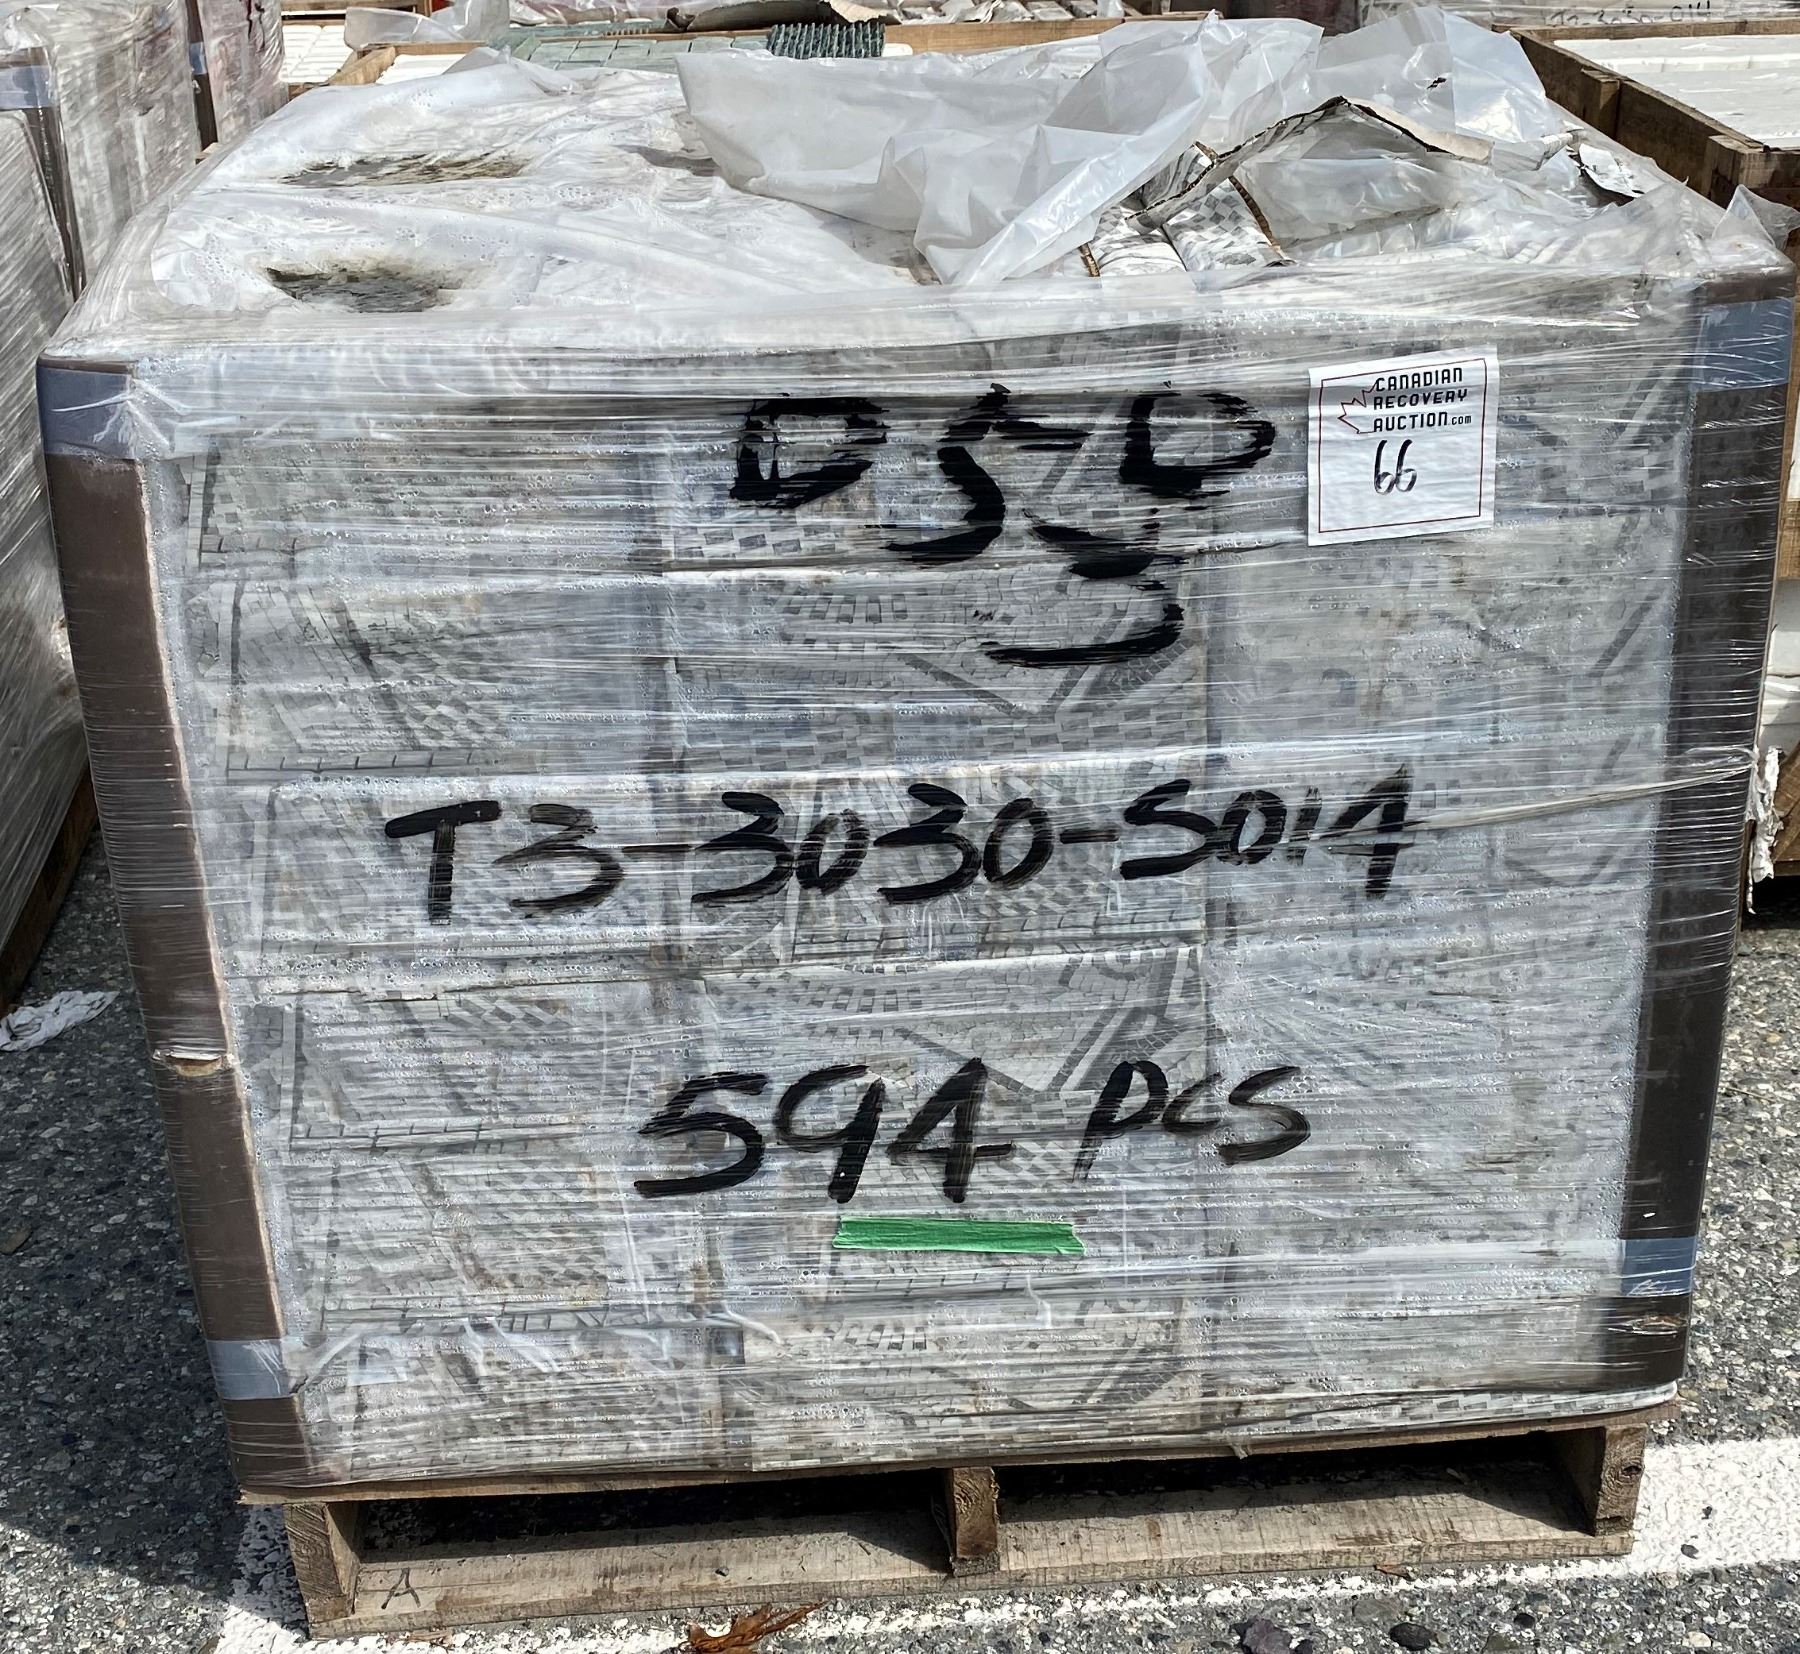 CANADIAN
RECOVERY
AUCTION.com
66
T3-3030-S014
594 PCS
A